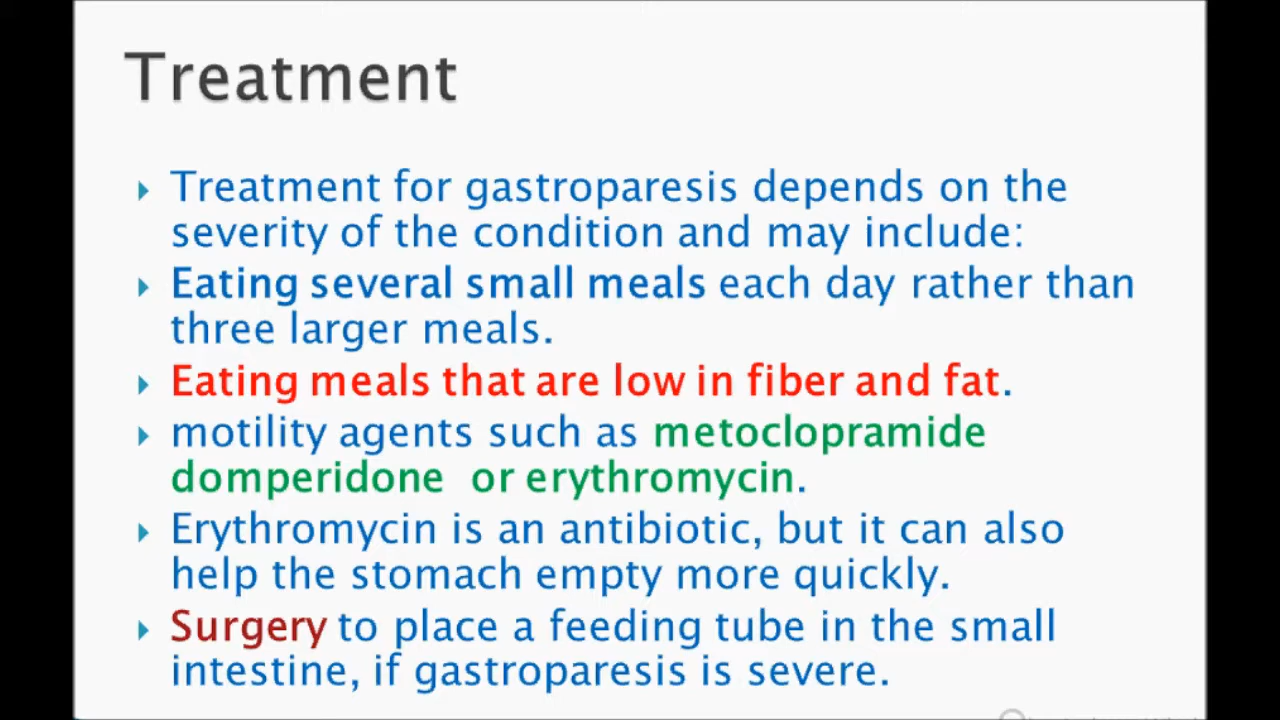 Treatment
Treatment for gastroparesis depends on the
severity of the condition and may include:
Eating several small meals each day rather than
three larger meals.
Eating meals that are low in fiber and fat.
motility agents such as metoclopramide
domperidone or erythromycin.
Erythromycin is an antibiotic, but it can also
help the stomach empty more quickly.
Surgery to place a feeding tube in the small
intestine, if gastroparesis is severe.